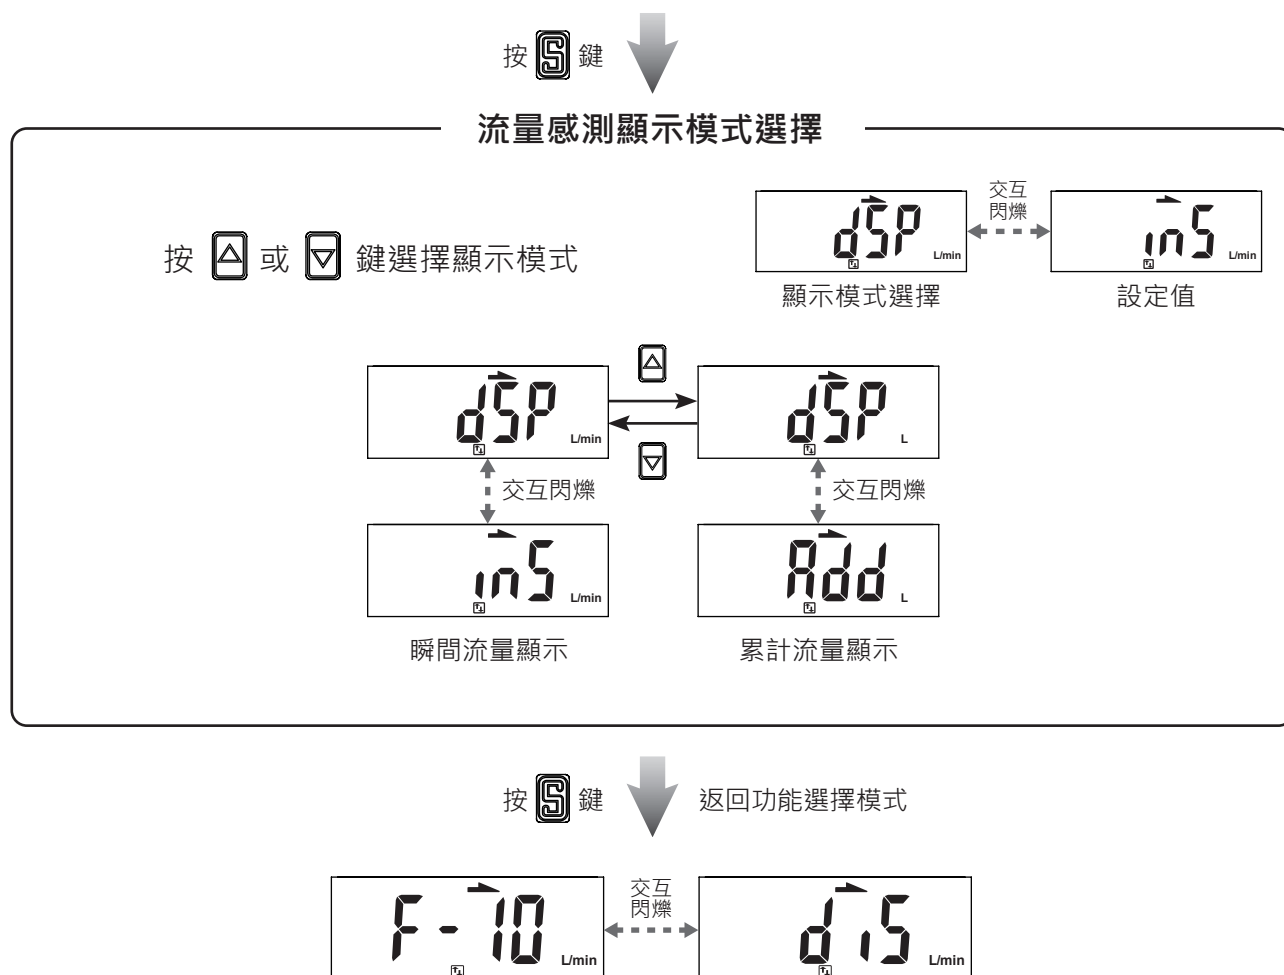 按 S 鍵
流量感測顯示模式選擇
按 △ 或 ▽ 鍵選擇顯示模式
dSP L/min
交互
閃爍
inS L/min
顯示模式選擇
設定值
dSP L/min
dSP L
交互閃爍
交互閃爍
inS L/min
Add L
瞬間流量顯示
累計流量顯示
按 S 鍵
返回功能選擇模式
F-10 L/min
交互
閃爍
diS L/min